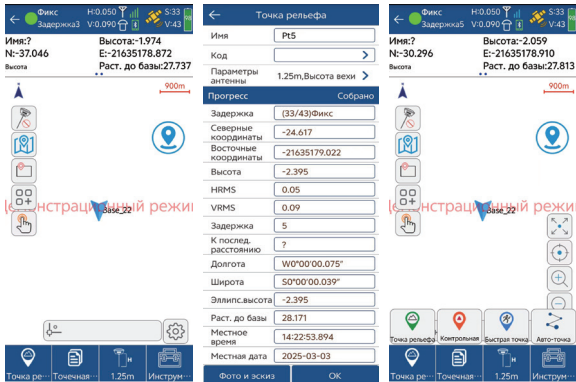 Фикс
Задержка3
H:0.050
V:0.090
S:33
V:43
98
Имя:?
Высота:-1.974
N:-37.046
E:-21635178.872
Высота
Раст. до базы:27.737
900m
Base_22
1.25m
Точка ре···
Точечная···
Инструм···
Точка рельефа
Имя
Pt5
Код
Параметры антенны
1.25m,Высота вехи
Прогресс
Собрано
Задержка
(33/43)Фикс
Северные координаты
-24.617
Восточные координаты
-21635179.022
Высота
-2.395
HRMS
0.05
VRMS
0.09
Задержка
5
К послед. расстоянию
?
Долгота
W0°00'00.075"
Широта
S0°00'00.039"
Эллипс.высота
-2.395
Раст. до базы
28.171
Местное время
14:22:53.894
Местная дата
2025-03-03
Фото и эскиз
OK
Фикс
Задержка5
H:0.050
V:0.090
S:33
V:43
98
Имя:?
Высота:-2.059
N:-30.296
E:-21635178.910
Высота
Раст. до базы:27.813
900m
Base_22
Точка рельефа
Контрольная
Быстрая точка
Авто-точка
Точка ре···
Точечная···
1.25m
Инструм···